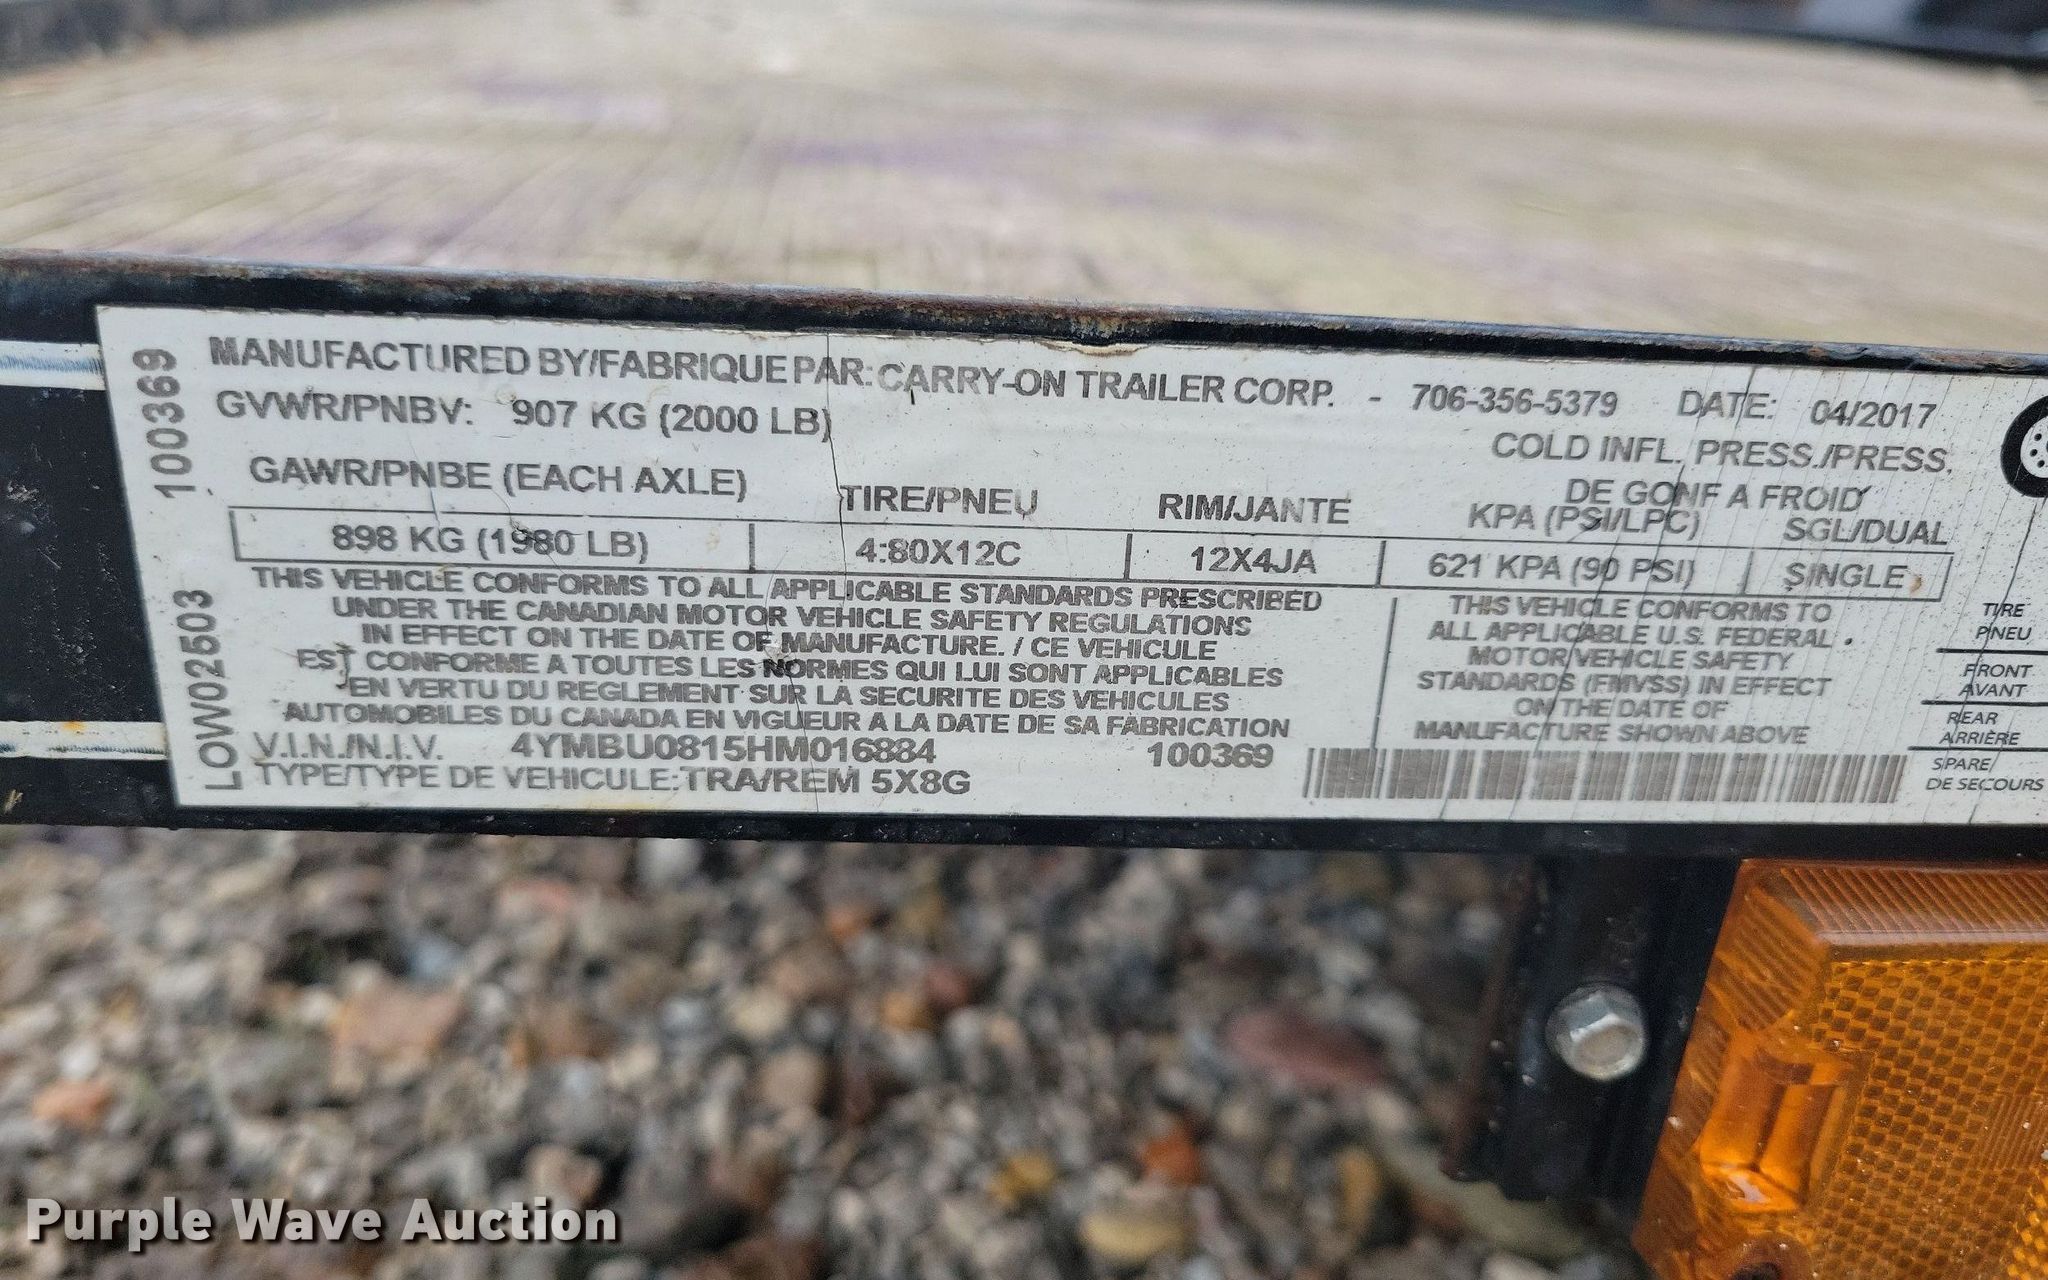 100369
LOW02503
MANUFACTURED BY/FABRIQUE PAR: CARRY-ON TRAILER CORP. - 706-356-5379 DATE: 04/2017
GVWR/PNBV: 907 KG (2000 LB)
COLD INFL. PRESS./PRESS.
DE GONF A FROID
GAWR/PNBE (EACH AXLE) TIRE/PNEU RIM/JANTE KPA (PSI/LPC) SGL/DUAL
898 KG (1980 LB) 4:80X12C 12X4JA 621 KPA (90 PSI) SINGLE
THIS VEHICLE CONFORMS TO ALL APPLICABLE STANDARDS PRESCRIBED
UNDER THE CANADIAN MOTOR VEHICLE SAFETY REGULATIONS
IN EFFECT ON THE DATE OF MANUFACTURE. / CE VEHICULE
EST CONFORME A TOUTES LES NORMES QUI LUI SONT APPLICABLES
EN VERTU DU REGLEMENT SUR LA SECURITE DES VEHICULES
AUTOMOBILES DU CANADA EN VIGUEUR A LA DATE DE SA FABRICATION
THIS VEHICLE CONFORMS TO
ALL APPLICABLE U.S. FEDERAL
MOTOR VEHICLE SAFETY
STANDARDS (FMVSS) IN EFFECT
ON THE DATE OF
MANUFACTURE SHOWN ABOVE
V.I.N./N.I.V. 4YMBU0815HM016884 100369
TYPE/TYPE DE VEHICULE: TRA/REM 5X8G
TIRE
PNEU
FRONT
AVANT
REAR
ARRIÈRE
SPARE
DE SECOURS
Purple Wave Auction